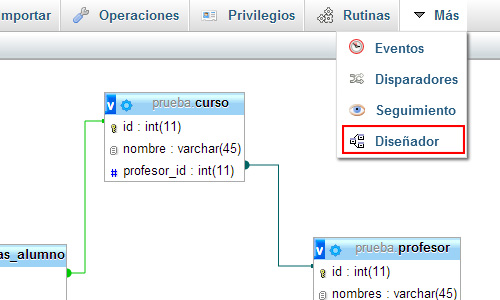 mportar Operaciones Privilegios Rutinas Más
Eventos
Disparadores
Seguimiento
Diseñador
v prueba.curso
id : int(11)
nombre : varchar(45)
# profesor_id : int(11)
as_alumno
v prueba.profesor
id : int(11)
nombres : varchar(45)